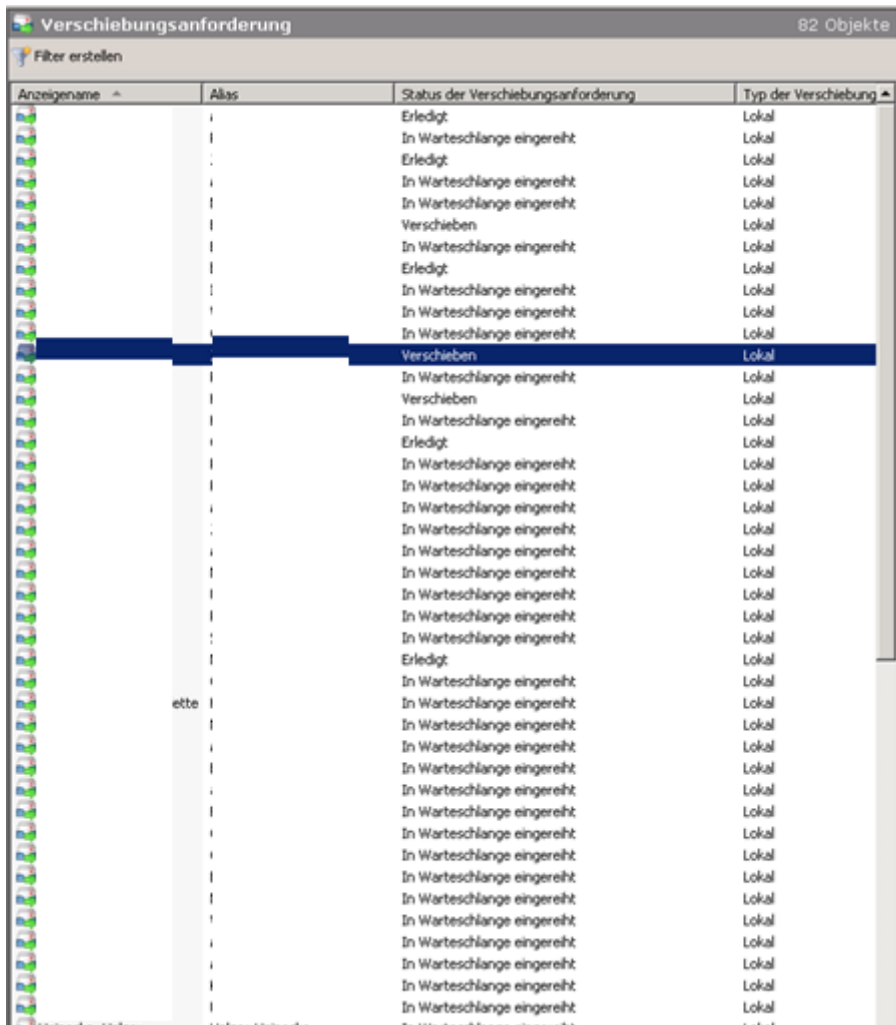 Verschiebungsanforderung 82 Objekte
Filter erstellen
Anzeigename Alias Status der Verschiebungsanforderung Typ der Verschiebung
Erledigt Lokal
In Warteschlange eingereiht Lokal
Erledigt Lokal
In Warteschlange eingereiht Lokal
In Warteschlange eingereiht Lokal
Verschieben Lokal
In Warteschlange eingereiht Lokal
Erledigt Lokal
In Warteschlange eingereiht Lokal
In Warteschlange eingereiht Lokal
In Warteschlange eingereiht Lokal
Verschieben Lokal
In Warteschlange eingereiht Lokal
Verschieben Lokal
In Warteschlange eingereiht Lokal
Erledigt Lokal
In Warteschlange eingereiht Lokal
In Warteschlange eingereiht Lokal
In Warteschlange eingereiht Lokal
In Warteschlange eingereiht Lokal
In Warteschlange eingereiht Lokal
In Warteschlange eingereiht Lokal
In Warteschlange eingereiht Lokal
In Warteschlange eingereiht Lokal
In Warteschlange eingereiht Lokal
Erledigt Lokal
In Warteschlange eingereiht Lokal
ette In Warteschlange eingereiht Lokal
In Warteschlange eingereiht Lokal
In Warteschlange eingereiht Lokal
In Warteschlange eingereiht Lokal
In Warteschlange eingereiht Lokal
In Warteschlange eingereiht Lokal
In Warteschlange eingereiht Lokal
In Warteschlange eingereiht Lokal
In Warteschlange eingereiht Lokal
In Warteschlange eingereiht Lokal
In Warteschlange eingereiht Lokal
In Warteschlange eingereiht Lokal
In Warteschlange eingereiht Lokal
In Warteschlange eingereiht Lokal
In Warteschlange eingereiht Lokal